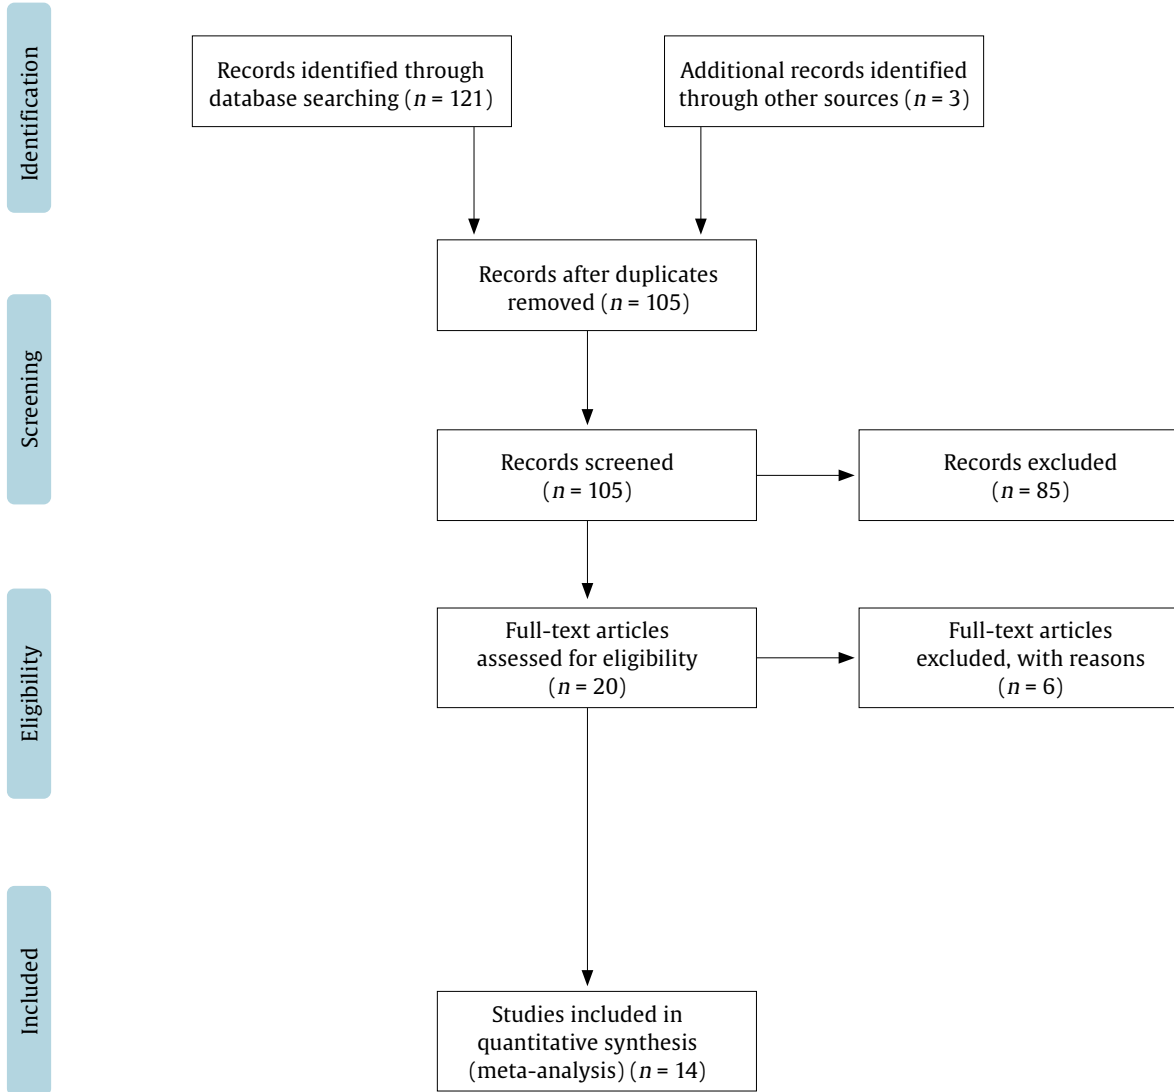 Identification
Records identified through
database searching (n = 121)
Additional records identified
through other sources (n = 3)
Records after duplicates
removed (n = 105)
Screening
Records screened
(n = 105)
Records excluded
(n = 85)
Eligibility
Full-text articles
assessed for eligibility
(n = 20)
Full-text articles
excluded, with reasons
(n = 6)
Included
Studies included in
quantitative synthesis
(meta-analysis) (n = 14)